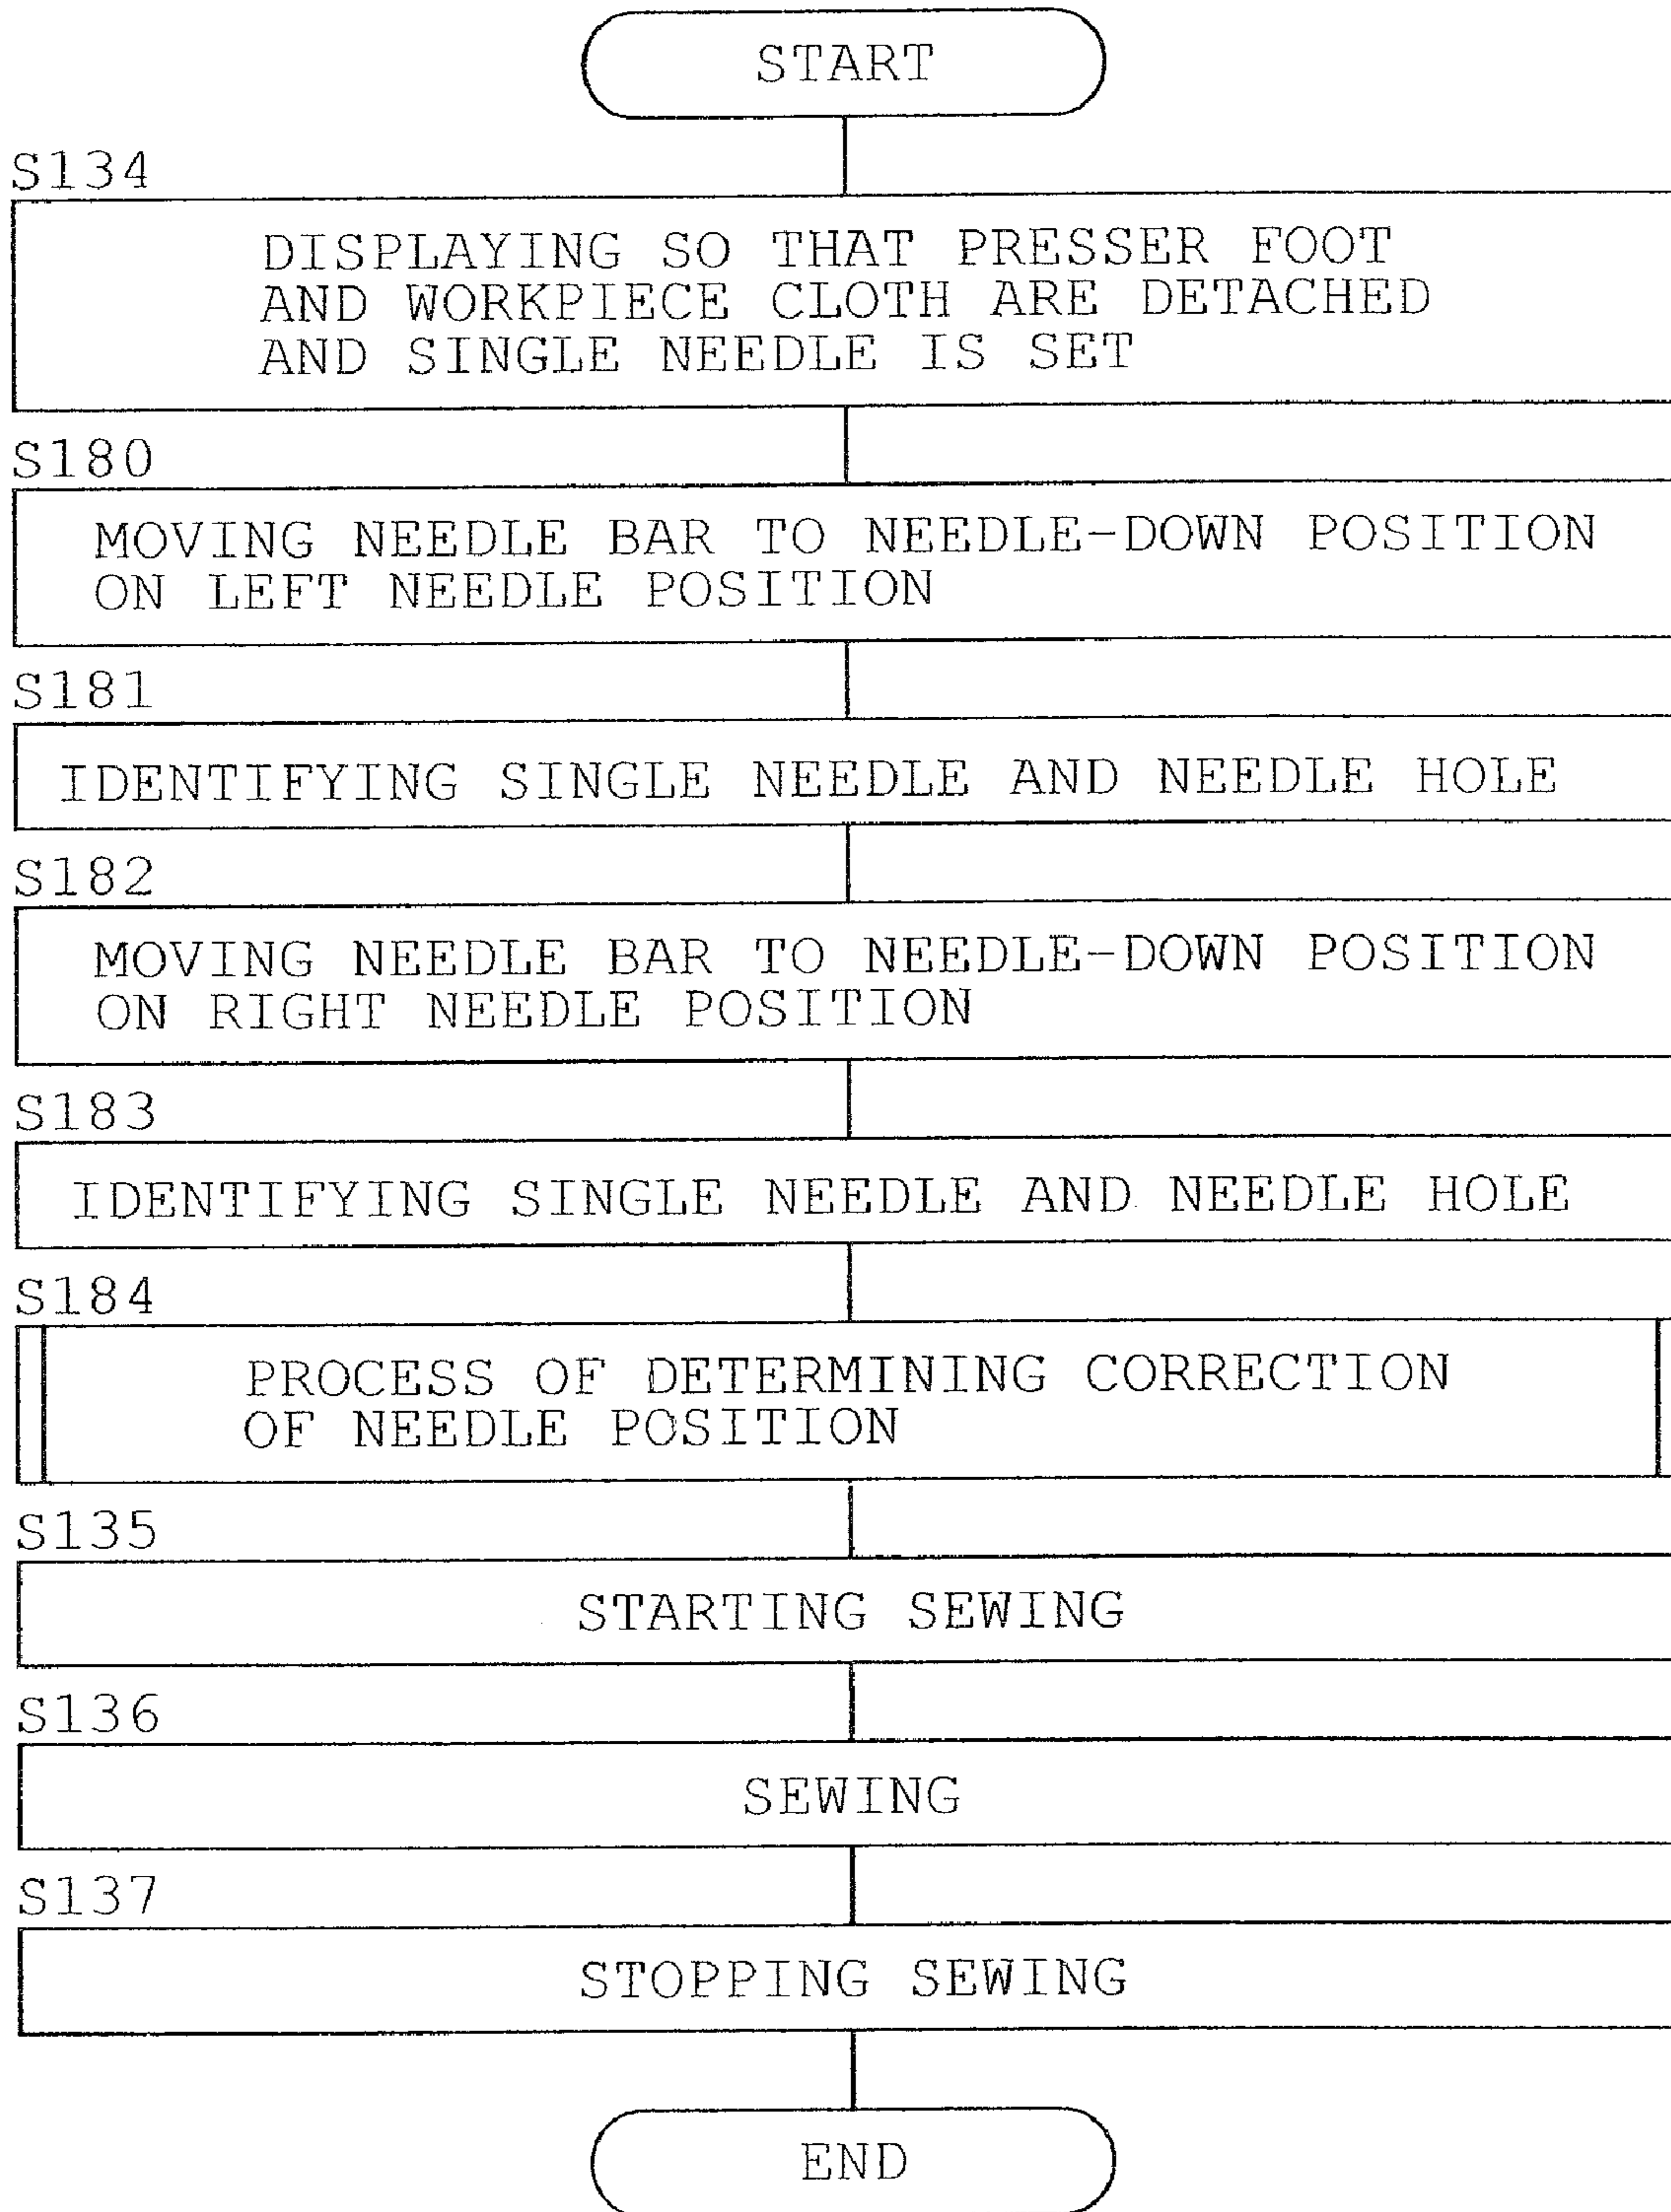 START
S134
DISPLAYING SO THAT PRESSER FOOT
AND WORKPIECE CLOTH ARE DETACHED
AND SINGLE NEEDLE IS SET
S180
MOVING NEEDLE BAR TO NEEDLE-DOWN POSITION
ON LEFT NEEDLE POSITION
S181
IDENTIFYING SINGLE NEEDLE AND NEEDLE HOLE
S182
MOVING NEEDLE BAR TO NEEDLE-DOWN POSITION
ON RIGHT NEEDLE POSITION
S183
IDENTIFYING SINGLE NEEDLE AND NEEDLE HOLE
S184
PROCESS OF DETERMINING CORRECTION
OF NEEDLE POSITION
S135
STARTING SEWING
S136
SEWING
S137
STOPPING SEWING
END